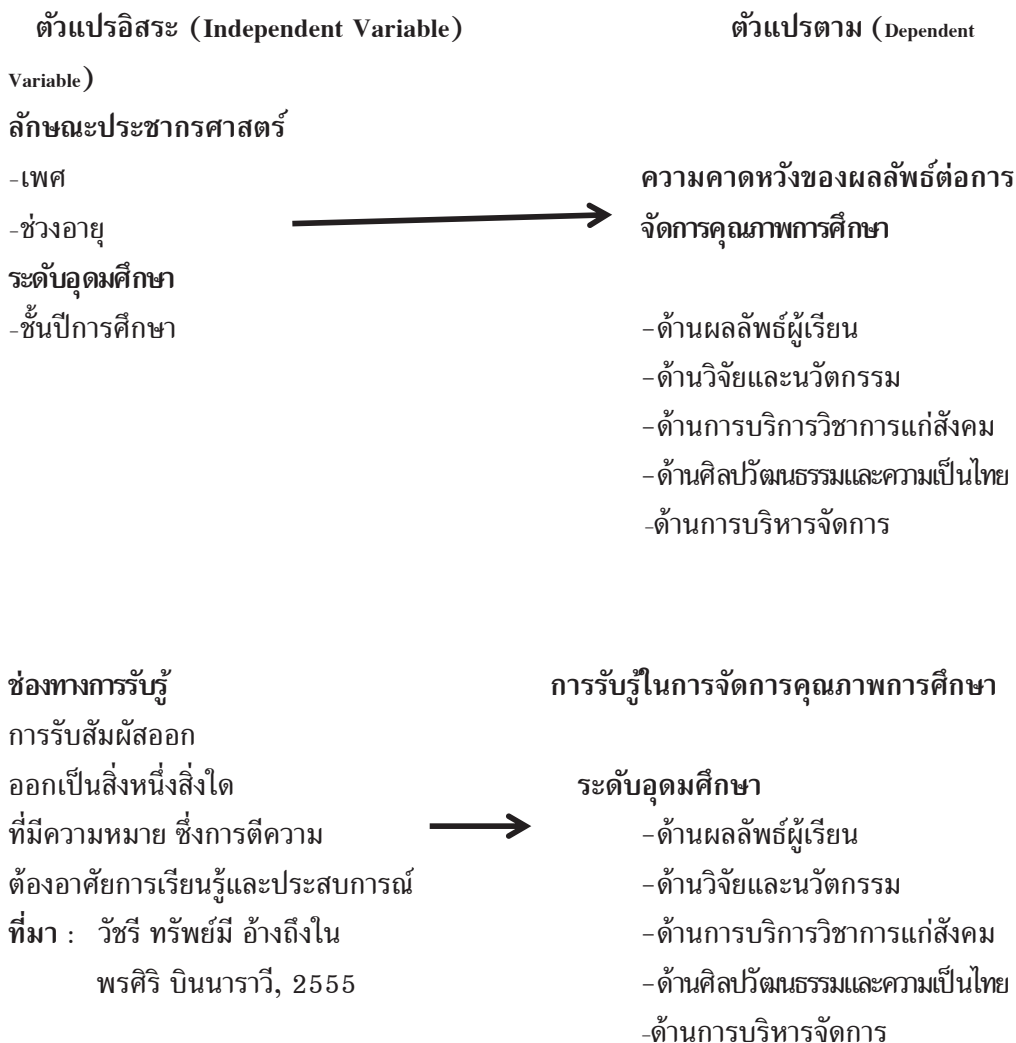 ตัวแปรอิสระ (Independent Variable) ตัวแปรตาม (Dependent
Variable)
ลักษณะประชากรศาสตร์
-เพศ ความคาดหวังของผลลัพธ์ต่อการ
-ช่วงอายุ จัดการคุณภาพการศึกษา
ระดับอุดมศึกษา
-ชั้นปีการศึกษา -ด้านผลลัพธ์ผู้เรียน
-ด้านวิจัยและนวัตกรรม
-ด้านการบริการวิชาการแก่สังคม
-ด้านศิลปวัฒนธรรมและความเป็นไทย
-ด้านการบริหารจัดการ
ช่องทางการรับรู้ การรับรู้ในการจัดการคุณภาพการศึกษา
การรับสัมผัสออก
ออกเป็นสิ่งหนึ่งสิ่งใด ระดับอุดมศึกษา
ที่มีความหมาย ซึ่งการตีความ -ด้านผลลัพธ์ผู้เรียน
ต้องอาศัยการเรียนรู้และประสบการณ์ -ด้านวิจัยและนวัตกรรม
ที่มา : วัชรี ทรัพย์มี อ้างถึงใน -ด้านการบริการวิชาการแก่สังคม
พรศิริ บินนาราวี, 2555 -ด้านศิลปวัฒนธรรมและความเป็นไทย
-ด้านการบริหารจัดการ